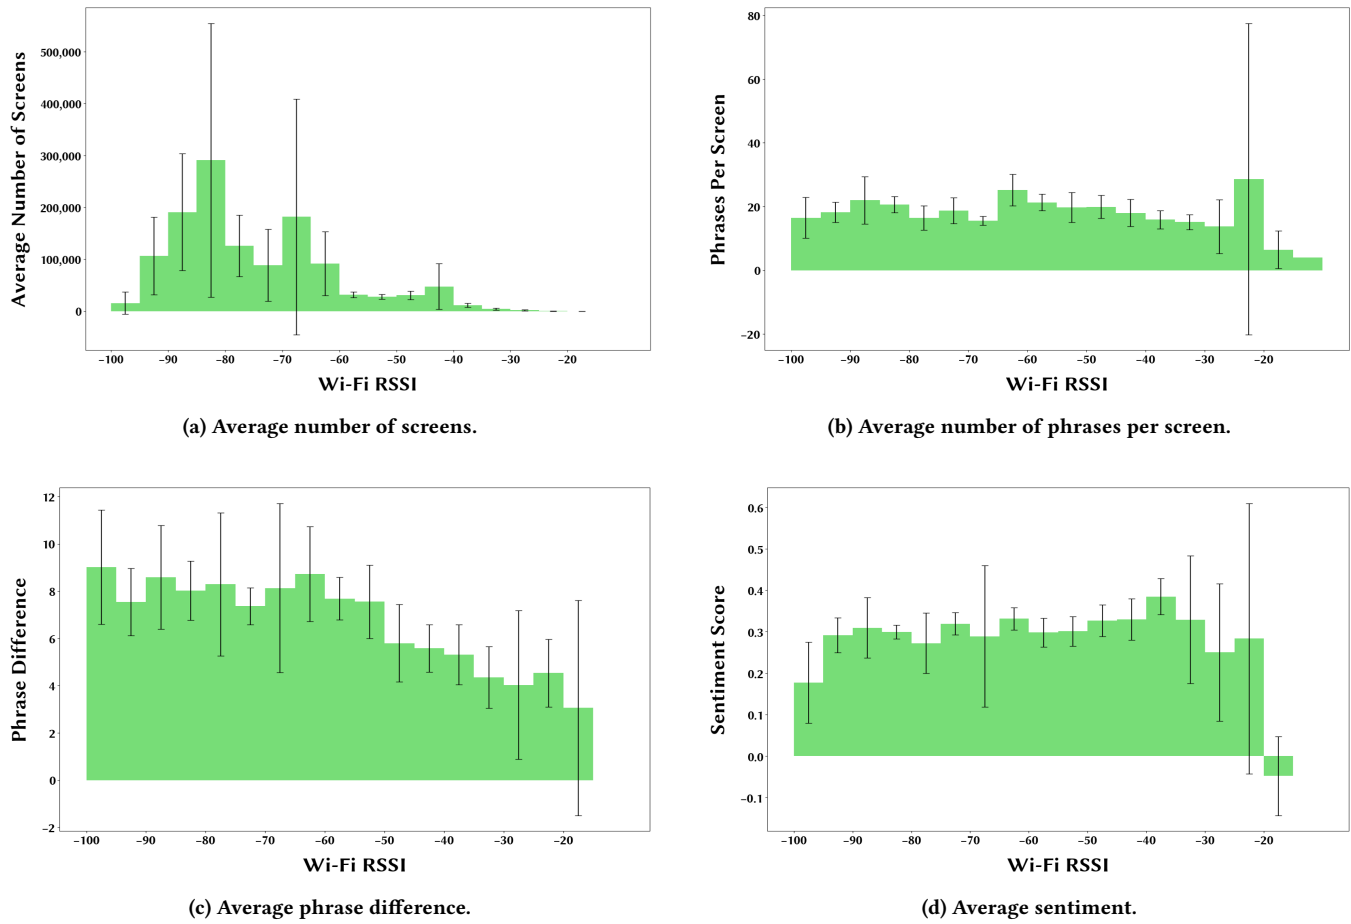 Average Number of Screens
500,000
400,000
300,000
200,000
100,000
0
−100 −90 −80 −70 −60 −50 −40 −30 −20
Wi-Fi RSSI
(a) Average number of screens.
Phrases Per Screen
80
60
40
20
0
−20
−100 −90 −80 −70 −60 −50 −40 −30 −20
Wi-Fi RSSI
(b) Average number of phrases per screen.
Phrase Difference
12
10
8
6
4
2
0
−2
−100 −90 −80 −70 −60 −50 −40 −30 −20
Wi-Fi RSSI
(c) Average phrase difference.
Sentiment Score
0.6
0.5
0.4
0.3
0.2
0.1
0.0
−0.1
−100 −90 −80 −70 −60 −50 −40 −30 −20
Wi-Fi RSSI
(d) Average sentiment.